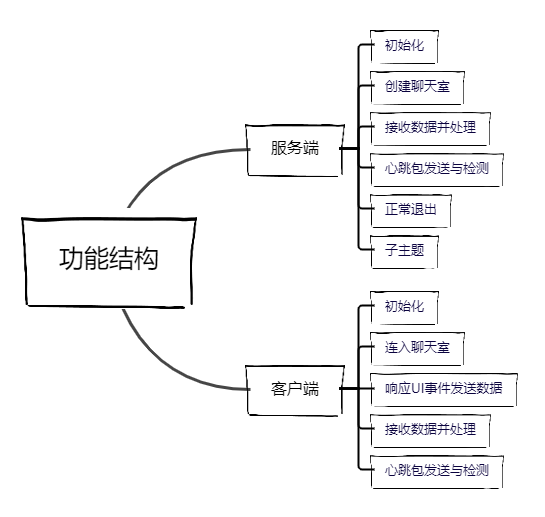 功能结构
服务端
初始化
创建聊天室
接收数据并处理
心跳包发送与检测
正常退出
子主题
客户端
初始化
连入聊天室
响应UI事件发送数据
接收数据并处理
心跳包发送与检测